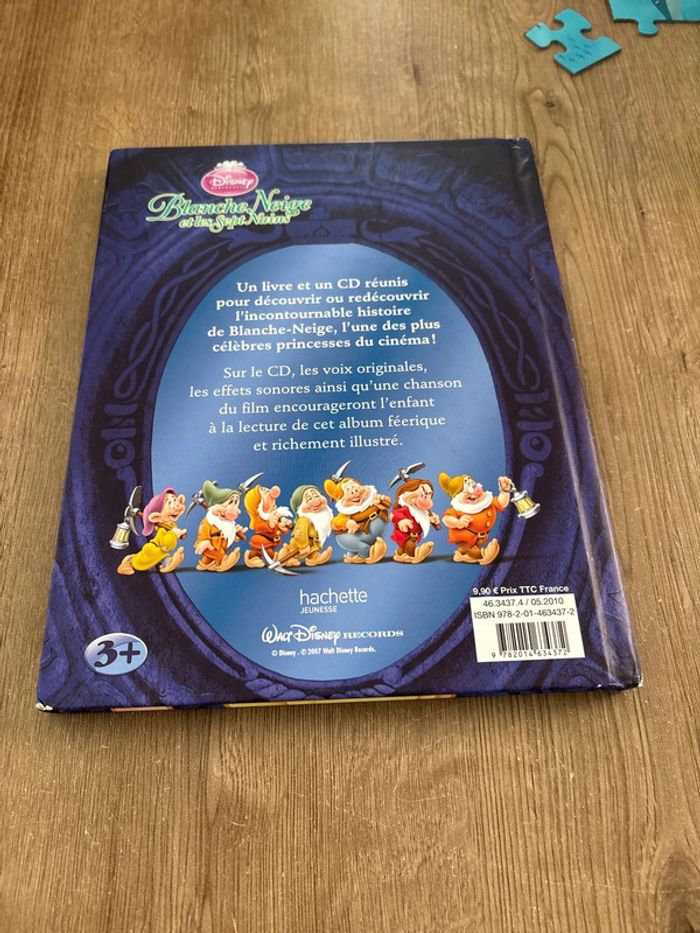 Disney
Blanche Neige
et les Sept Nains
Un livre et un CD réunis
pour découvrir ou redécouvrir
l'incontournable histoire
de Blanche-Neige, l'une des plus
célèbres princesses du cinéma !
Sur le CD, les voix originales,
les effets sonores ainsi qu'une chanson
du film encourageront l'enfant
à la lecture de cet album féerique
et richement illustré.
hachette
JEUNESSE
WALT DISNEY RECORDS
© Disney . ℗ 2007 Walt Disney Records.
3+
9,90 € Prix TTC France
46.3437.4 / 05.2010
ISBN 978-2-01-463437-2
9 782014 634372